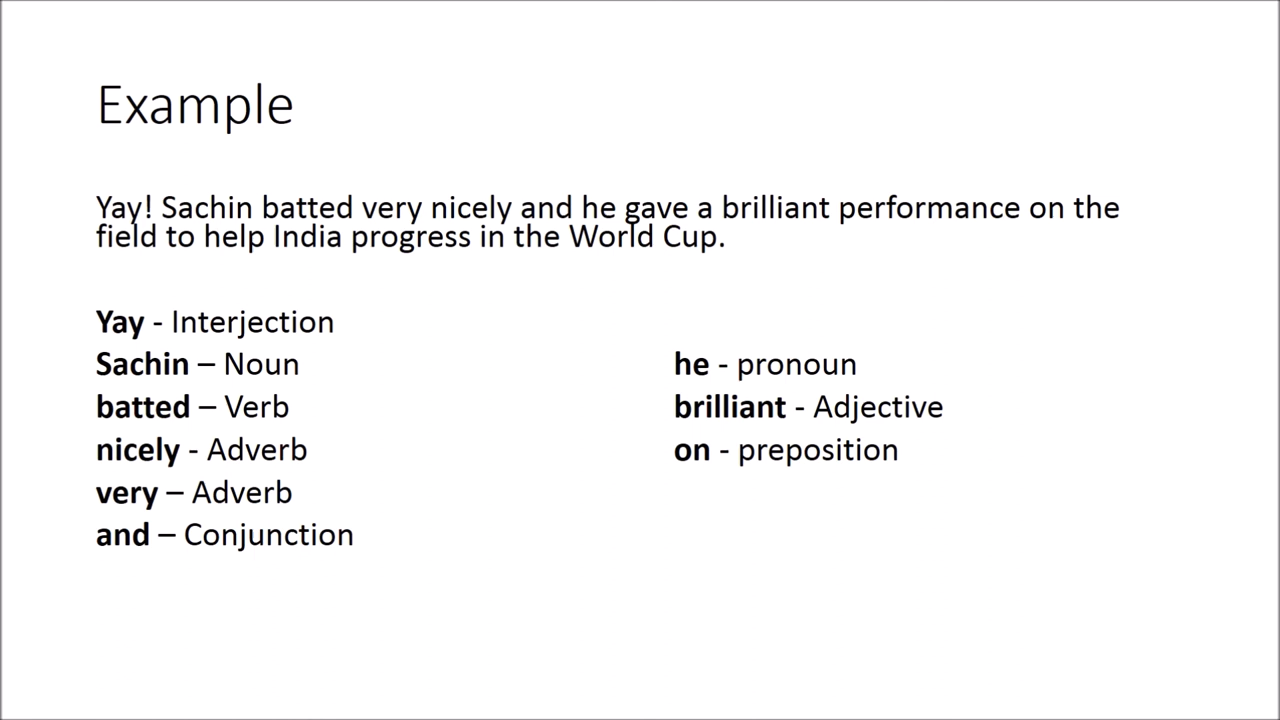 Example
Yay! Sachin batted very nicely and he gave a brilliant performance on the
field to help India progress in the World Cup.
Yay - Interjection
Sachin – Noun
batted – Verb
nicely - Adverb
very – Adverb
and – Conjunction
he - pronoun
brilliant - Adjective
on - preposition